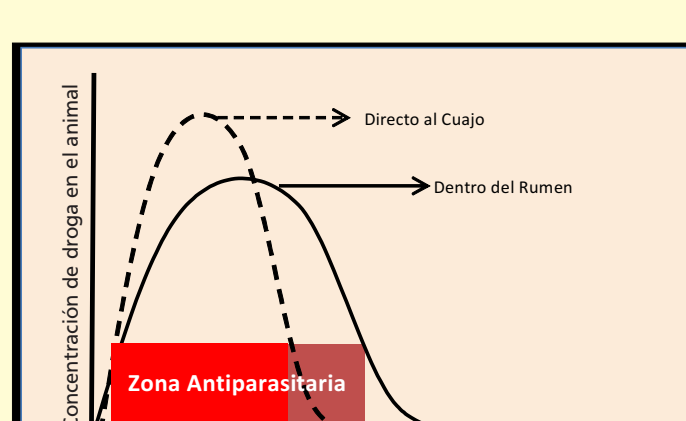 Concentración de droga en el animal
Directo al Cuajo
Dentro del Rumen
Zona Antiparasitaria